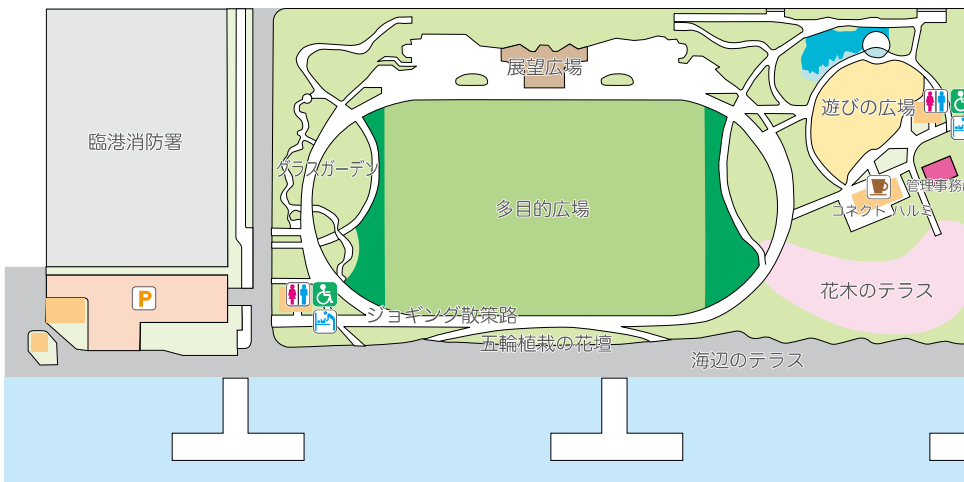 展望広場
遊びの広場
臨港消防署
グラスガーデン
管理事務
多目的広場
コネクト ハルミ
花木のテラス
P
ジョギング散策路
五輪植栽の花壇
海辺のテラス